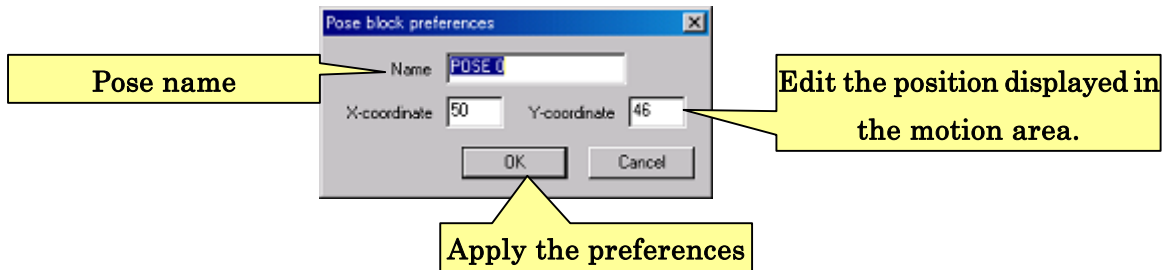 Pose block preferences
Pose name
Name POSE 0
Edit the position displayed in
the motion area.
X-coordinate 50 Y-coordinate 46
OK Cancel
Apply the preferences